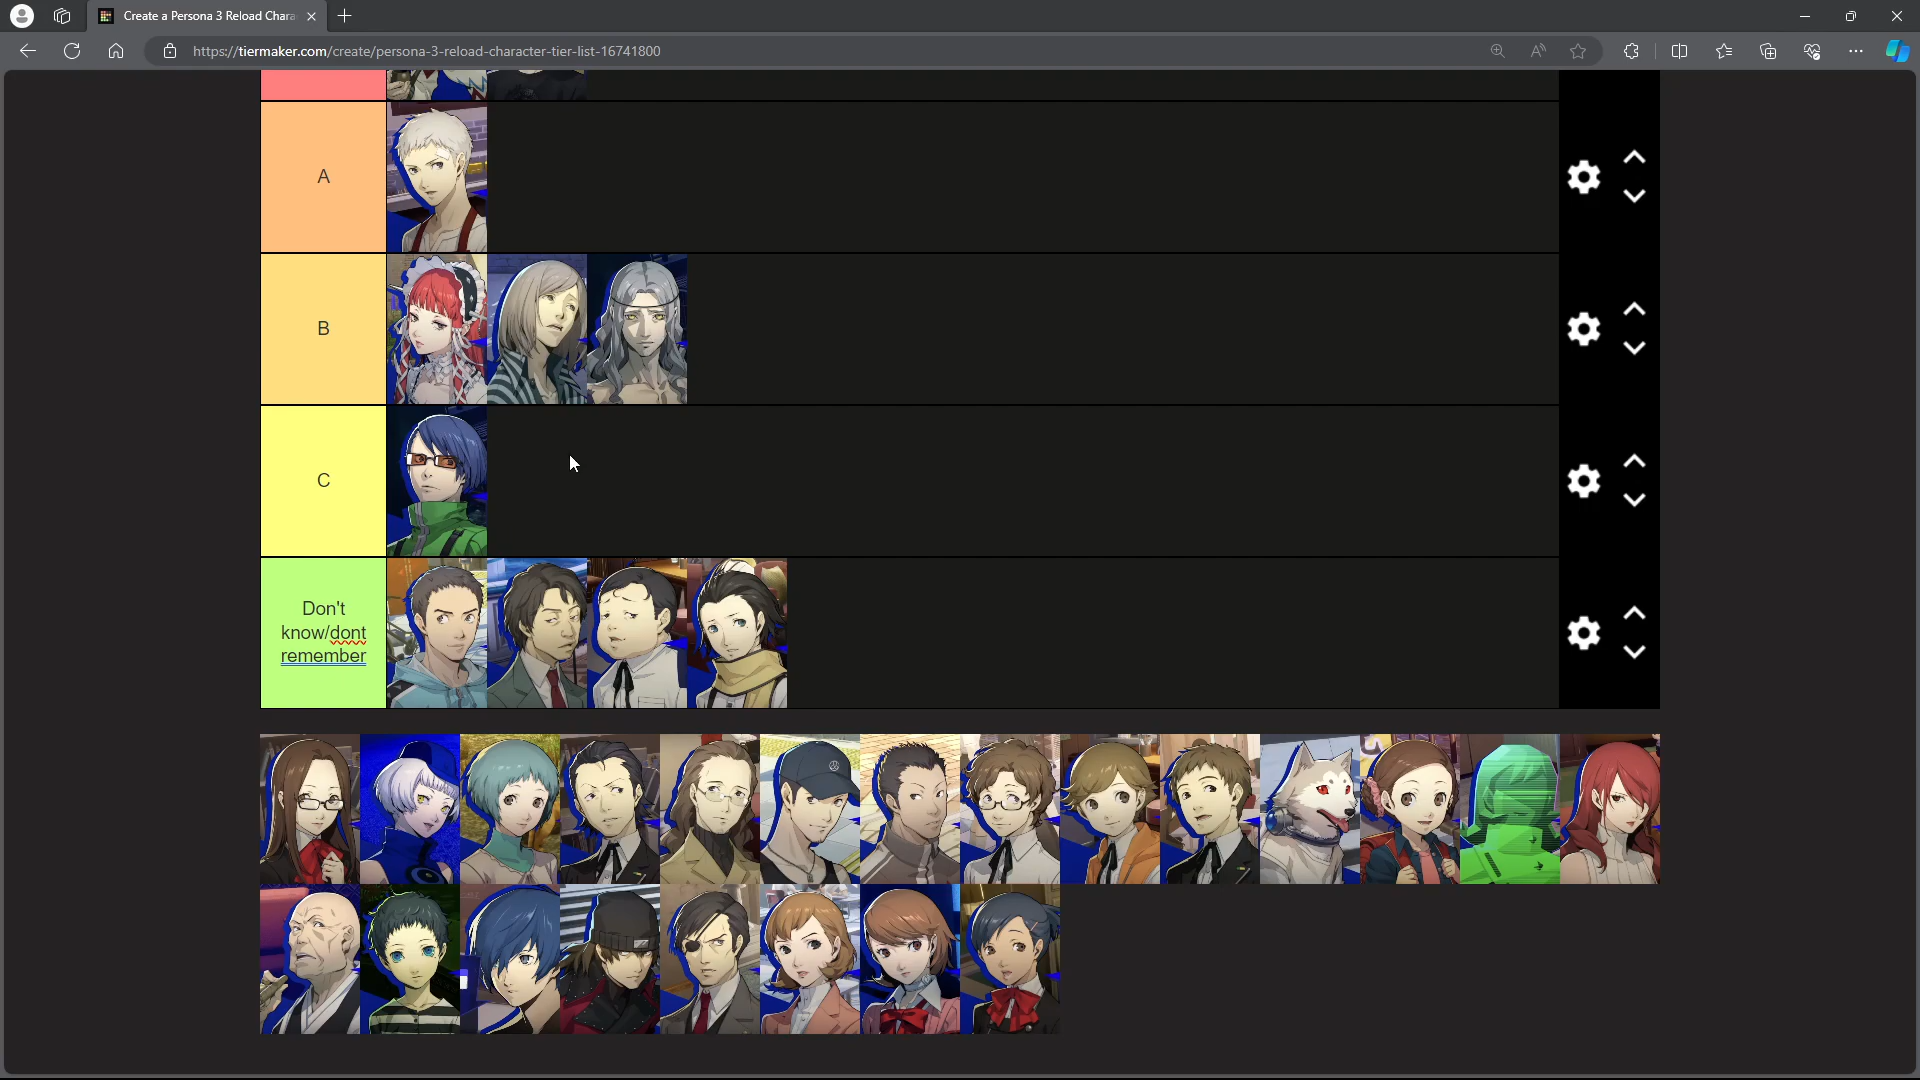 Create a Persona 3 Reload Chara
https://tiermaker.com/create/persona-3-reload-character-tier-list-16741800
A
B
C
Don't
know/dont
remember